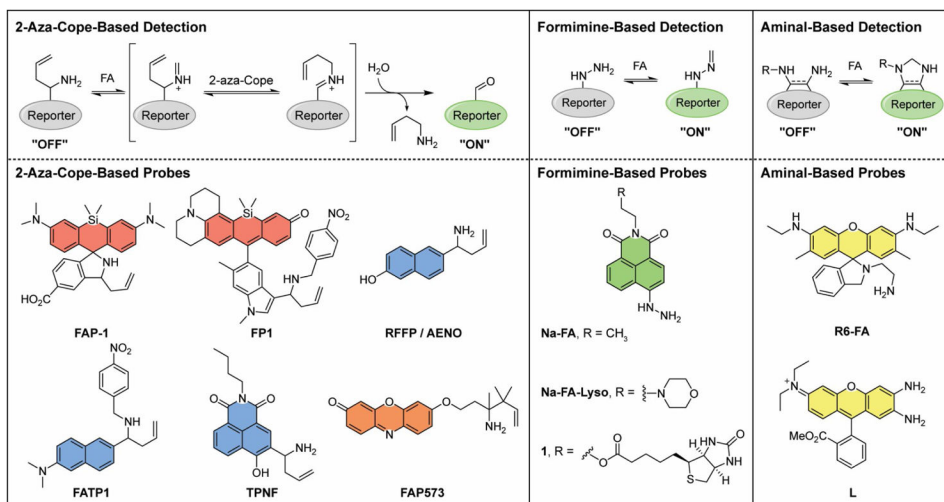 2-Aza-Cope-Based Detection
NH2
FA
NH
+
2-aza-Cope
NH
+
H2O
NH2
O
Reporter
Reporter
Reporter
Reporter
"OFF"
"ON"
Formimine-Based Detection
NH2
HN
FA
N
HN
Reporter
Reporter
"OFF"
"ON"
Aminal-Based Detection
R-NH
NH2
FA
R-N
NH
Reporter
Reporter
"OFF"
"ON"
2-Aza-Cope-Based Probes
N
Si
N
NH
HO2C
FAP-1
N
Si
O
NO2
HN
N
FP1
NH2
HO
RFFP / AENO
NO2
HN
N
FATP1
O
N
O
NH2
OH
TPNF
O
O
O
N
NH2
FAP573
Formimine-Based Probes
R
O
N
O
HN
NH2
Na-FA, R = CH3
Na-FA-Lyso, R =
N
O
1, R =
O
O
S
HN
NH
O
Aminal-Based Probes
HN
O
NH
N
H2N
R6-FA
N
+
O
NH2
NH2
MeO2C
L